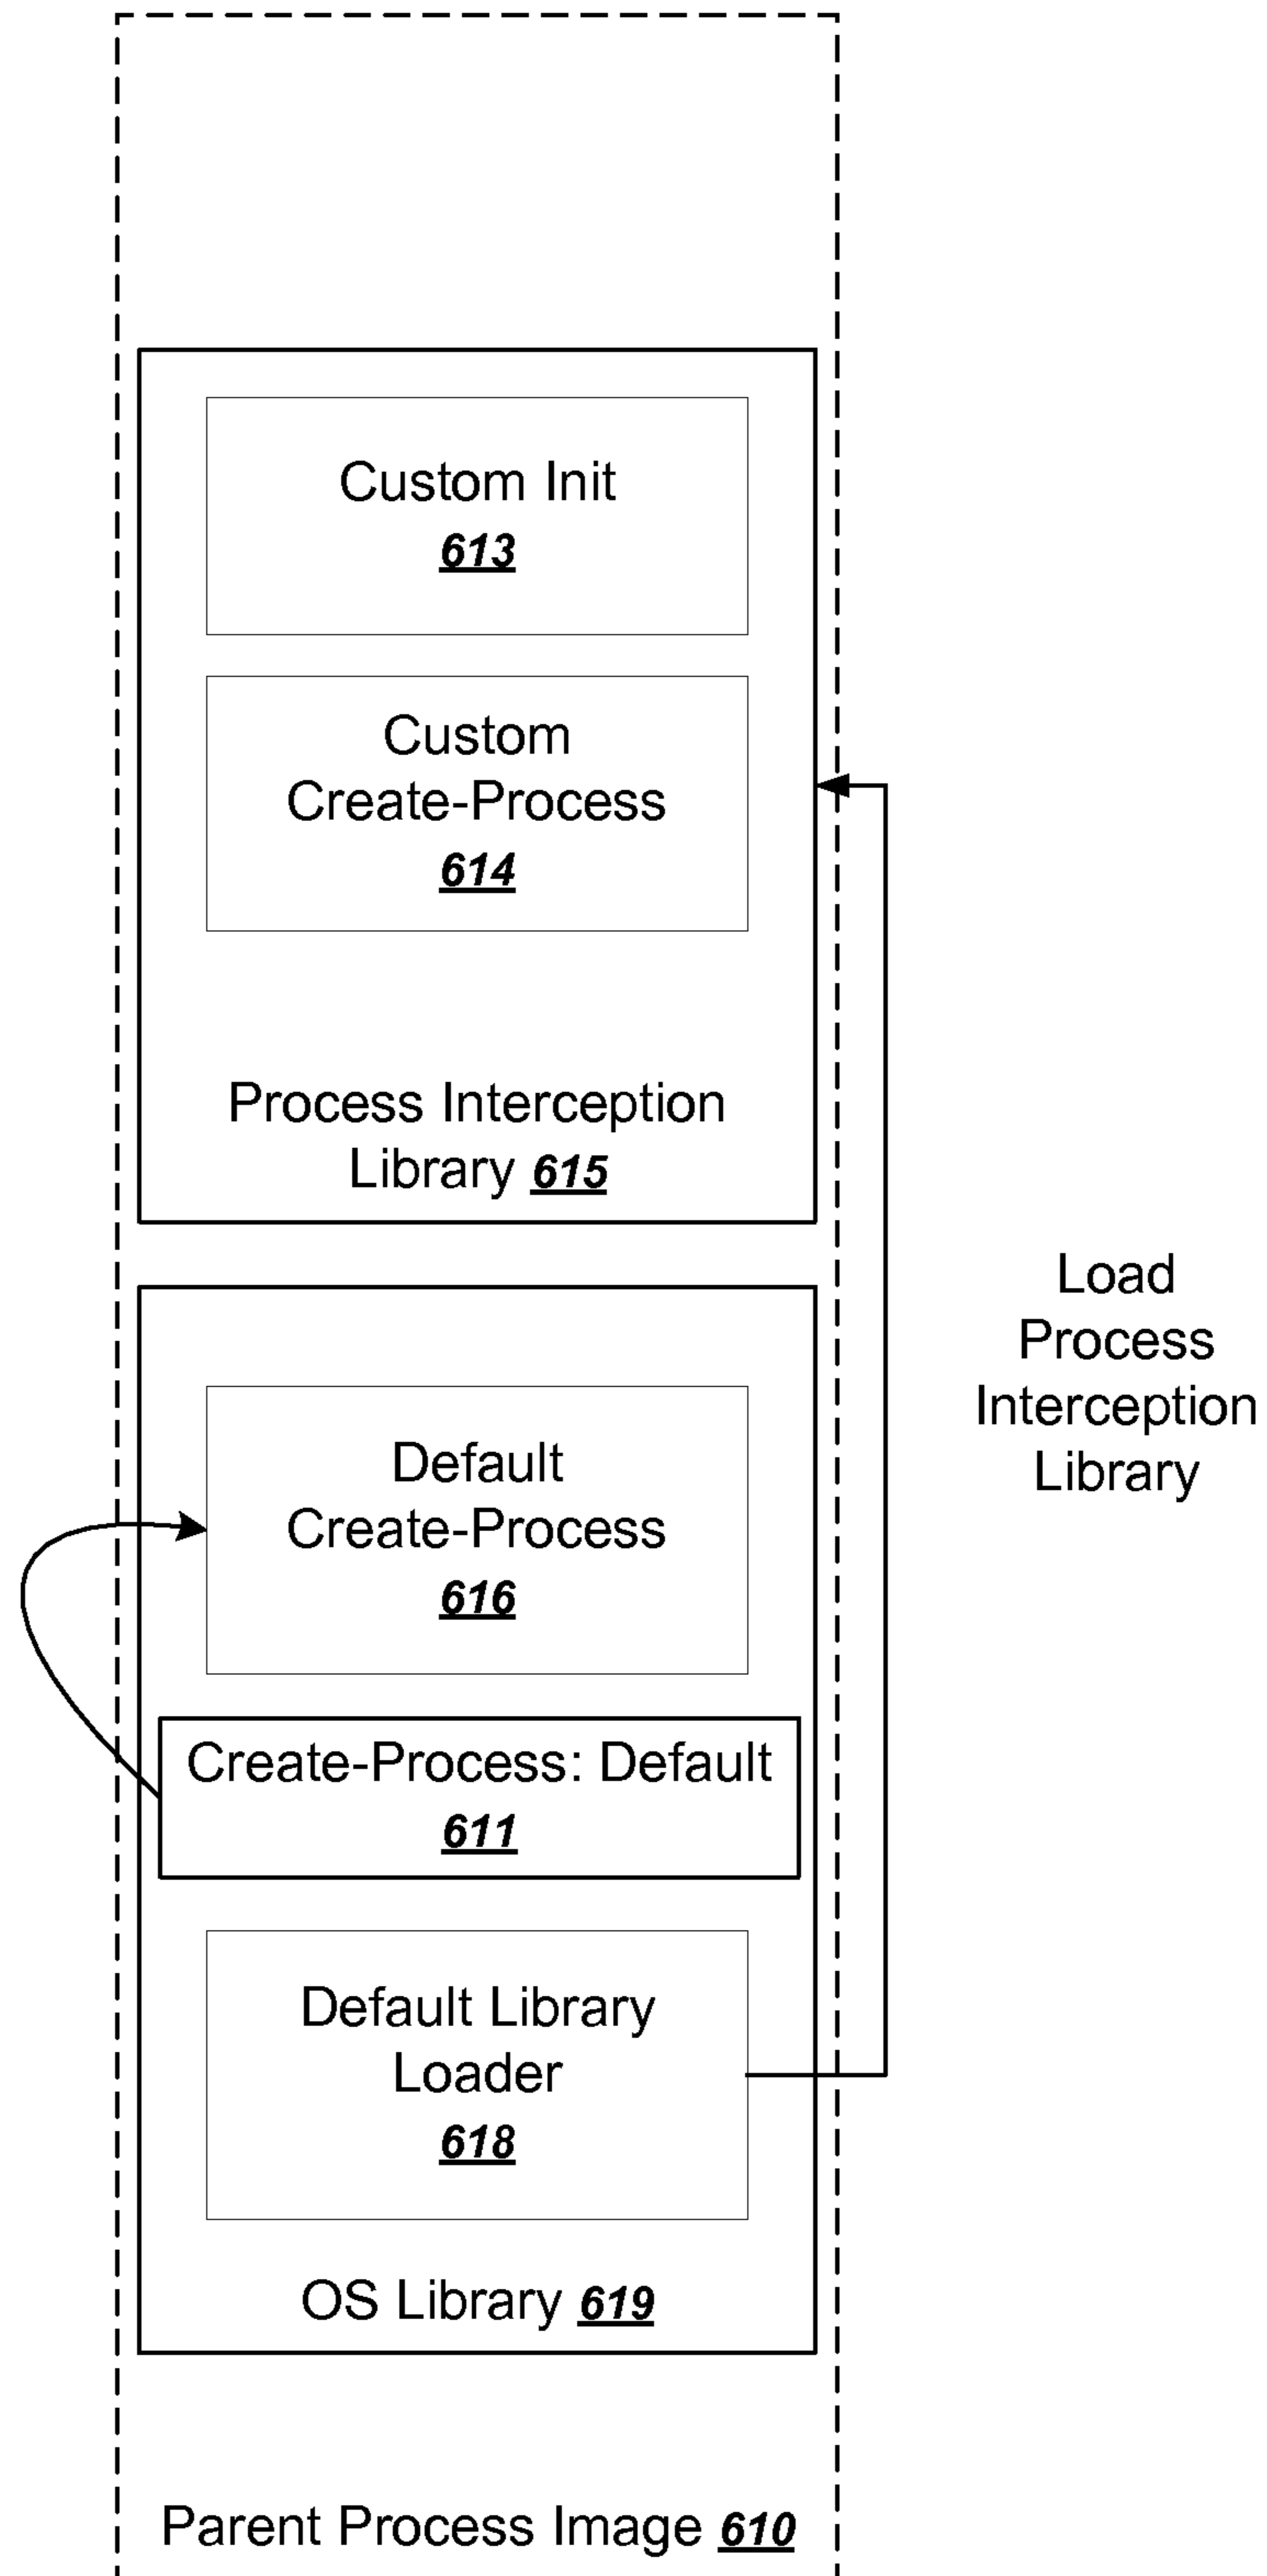 Custom Init
613
Custom
Create-Process
614
Process Interception
Library 615
Load
Process
Interception
Library
Default
Create-Process
616
Create-Process: Default
611
Default Library
Loader
618
OS Library 619
Parent Process Image 610